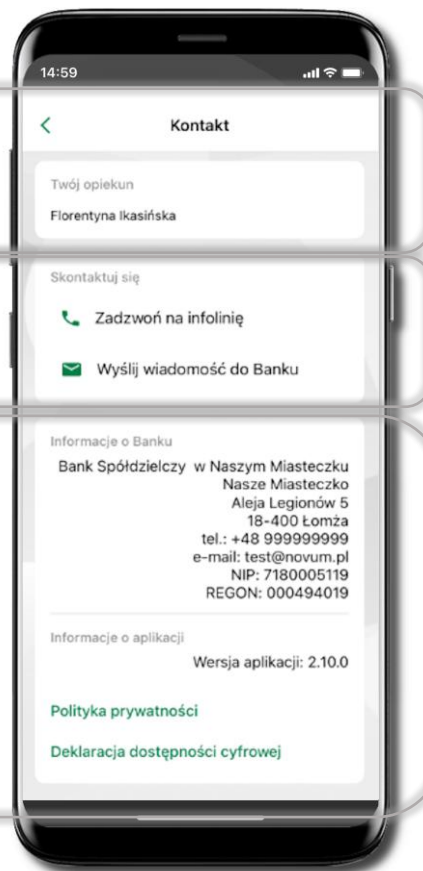 14:59
Kontakt
Twój opiekun
Florentyna Ikasińska
Skontaktuj się
Zadzwoń na infolinię
Wyślij wiadomość do Banku
Informacje o Banku
Bank Spółdzielczy w Naszym Miasteczku
Nasze Miasteczko
Aleja Legionów 5
18-400 Łomża
tel.: +48 999999999
e-mail: test@novum.pl
NIP: 7180005119
REGON: 000494019
Informacje o aplikacji
Wersja aplikacji: 2.10.0
Polityka prywatności
Deklaracja dostępności cyfrowej